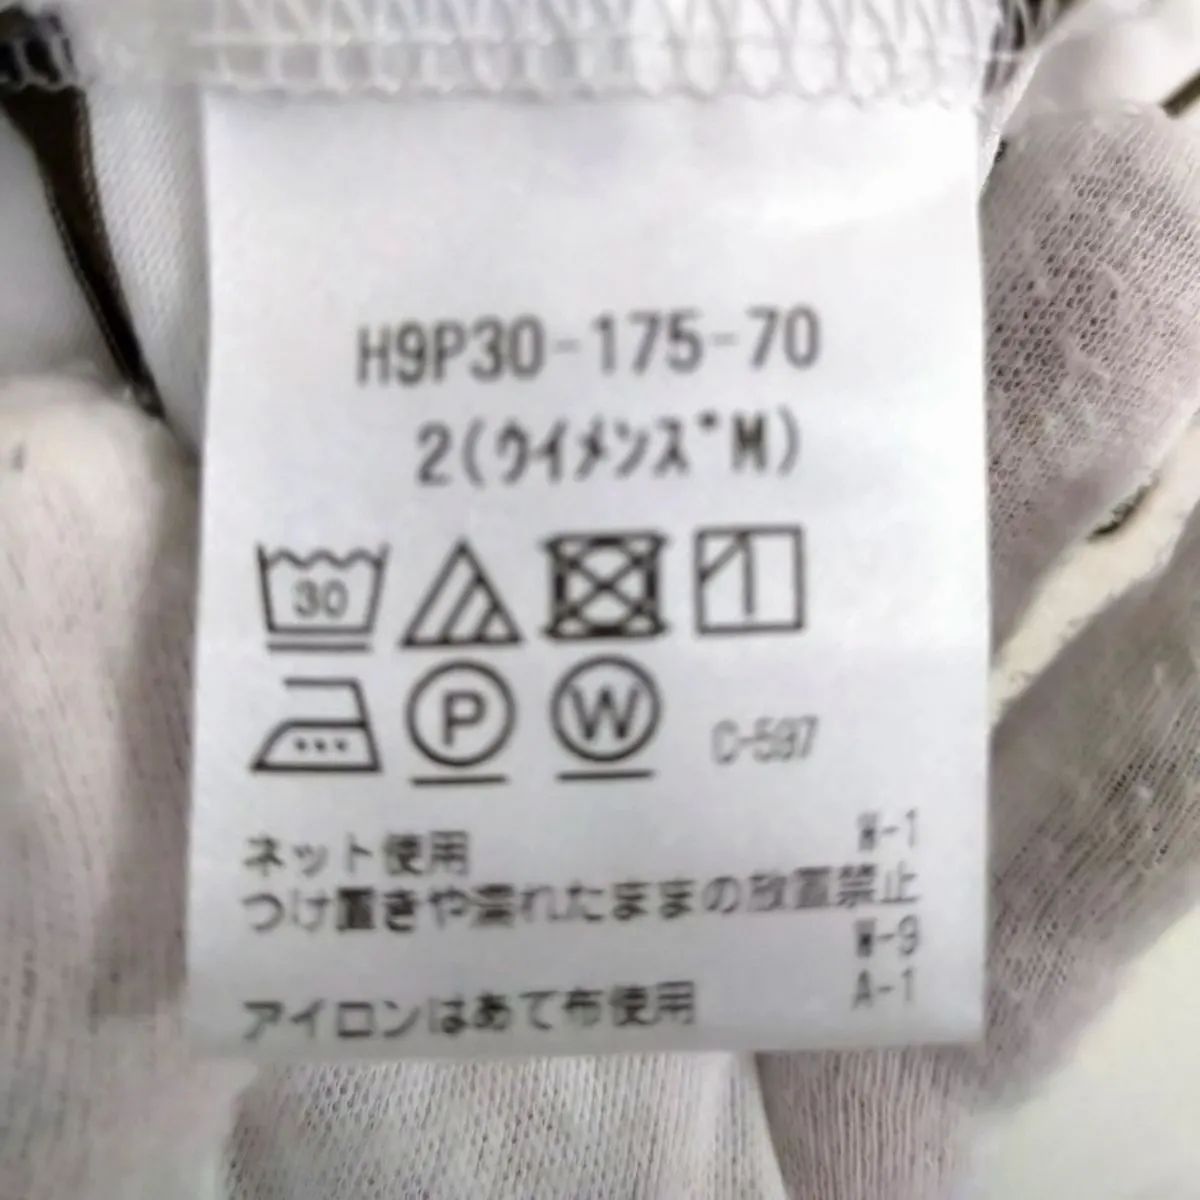 H9P30-175-70
2(ウイメンズ M)
30
P W C-597
ネット使用 W-1
つけ置きや濡れたままの放置禁止
W-9
アイロンはあて布使用 A-1